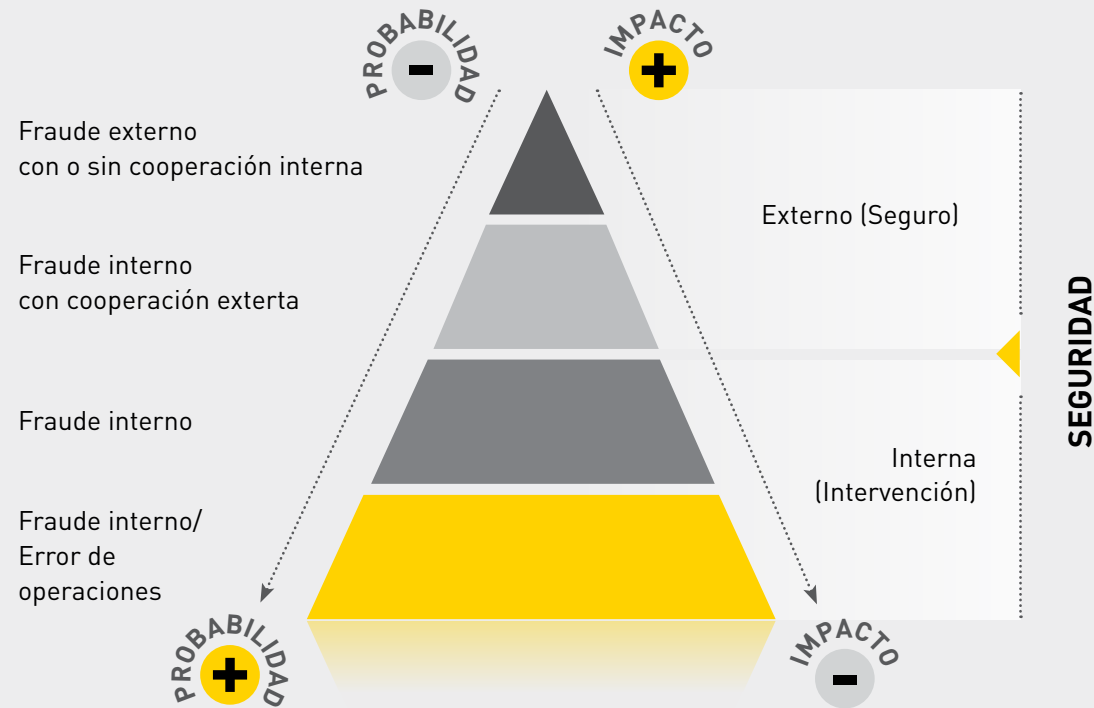 PROBABILIDAD
-
IMPACTO
+
Fraude externo
con o sin cooperación interna
Externo (Seguro)
Fraude interno
con cooperación exterta
SEGURIDAD
Fraude interno
Interna
(Intervención)
Fraude interno/
Error de
operaciones
PROBABILIDAD
+
IMPACTO
-